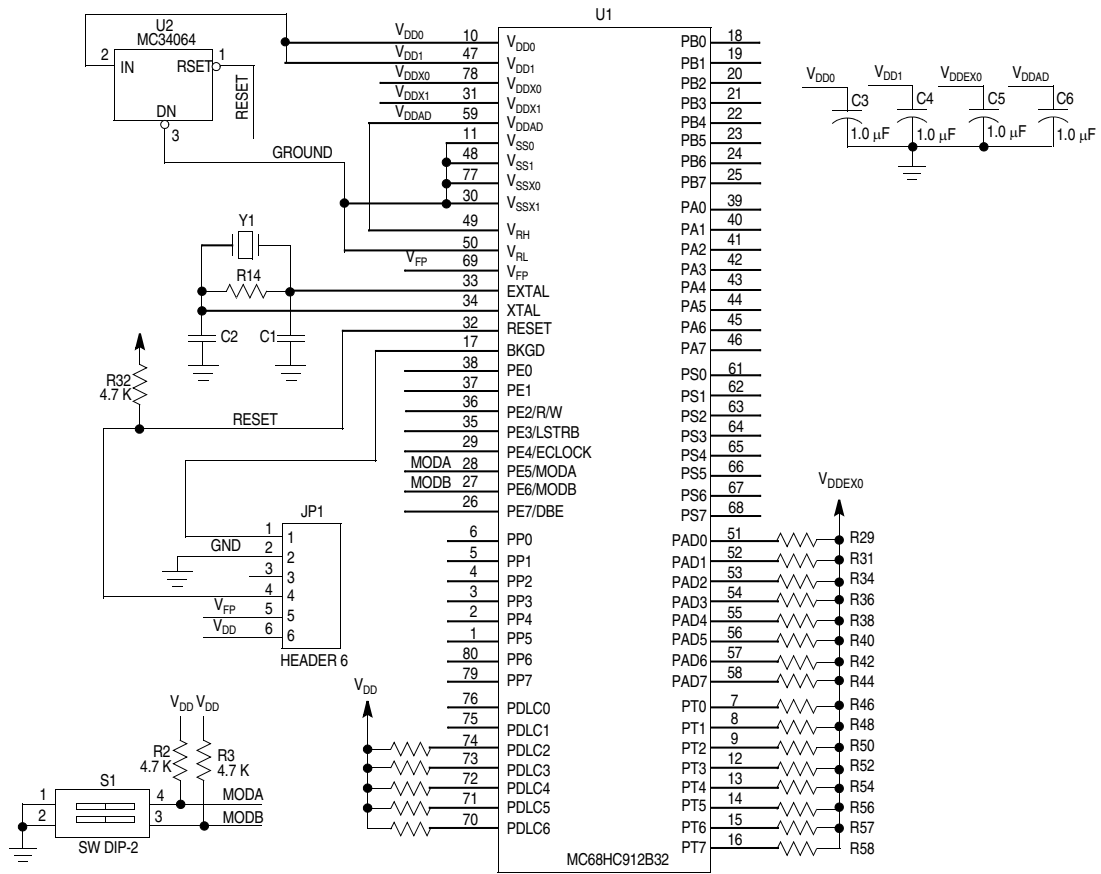 U1
U2
MC64064
2 IN RSET 1
DN
3
RESET
GROUND
VDD0 10 VDD0
VDD1 47 VDD1
VDDX0 78 VDDX0
VDDX1 31 VDDX1
VDDAD 59 VDDAD
11 VSS0
48 VSS1
77 VSSX0
30 VSSX1
49 VRH
50 VRL
VFP 69 VFP
33 EXTAL
34 XTAL
32 RESET
17 BKGD
38 PE0
37 PE1
36 PE2/R/W
35 PE3/LSTRB
29 PE4/ECLOCK
MODA 28 PE5/MODA
MODB 27 PE6/MODB
26 PE7/DBE
6 PP0
5 PP1
4 PP2
3 PP3
2 PP4
1 PP5
80 PP6
79 PP7
76 PDLC0
75 PDLC1
74 PDLC2
73 PDLC3
72 PDLC4
71 PDLC5
70 PDLC6
VDD
PB0 18
PB1 19
PB2 20
PB3 21
PB4 22
PB5 23
PB6 24
PB7 25
PA0 39
PA1 40
PA2 41
PA3 42
PA4 43
PA5 44
PA6 45
PA7 46
PS0 61
PS1 62
PS2 63
PS3 64
PS4 65
PS5 66
PS6 67
PS7 68
VDDEX0
PAD0 51 R29
PAD1 52 R31
PAD2 53 R34
PAD3 54 R36
PAD4 55 R38
PAD5 56 R40
PAD6 57 R42
PAD7 58 R44
PT0 7 R46
PT1 8 R48
PT2 9 R50
PT3 12 R52
PT4 13 R54
PT5 14 R56
PT6 15 R57
PT7 16 R58
MC68HC912B32
VDD0 VDD1 VDDEX0 VDDAD
C3 C4 C5 C6
1.0 µF 1.0 µF 1.0 µF 1.0 µF
Y1
R14
C2 C1
R32
4.7 K
RESET
JP1
1 1
GND 2 2
3 3
4 4
VFP 5 5
VDD 6 6
HEADER 6
VDD VDD
R2
4.7 K
R3
4.7 K
S1
1 4 MODA
2 3 MODB
SW DIP-2